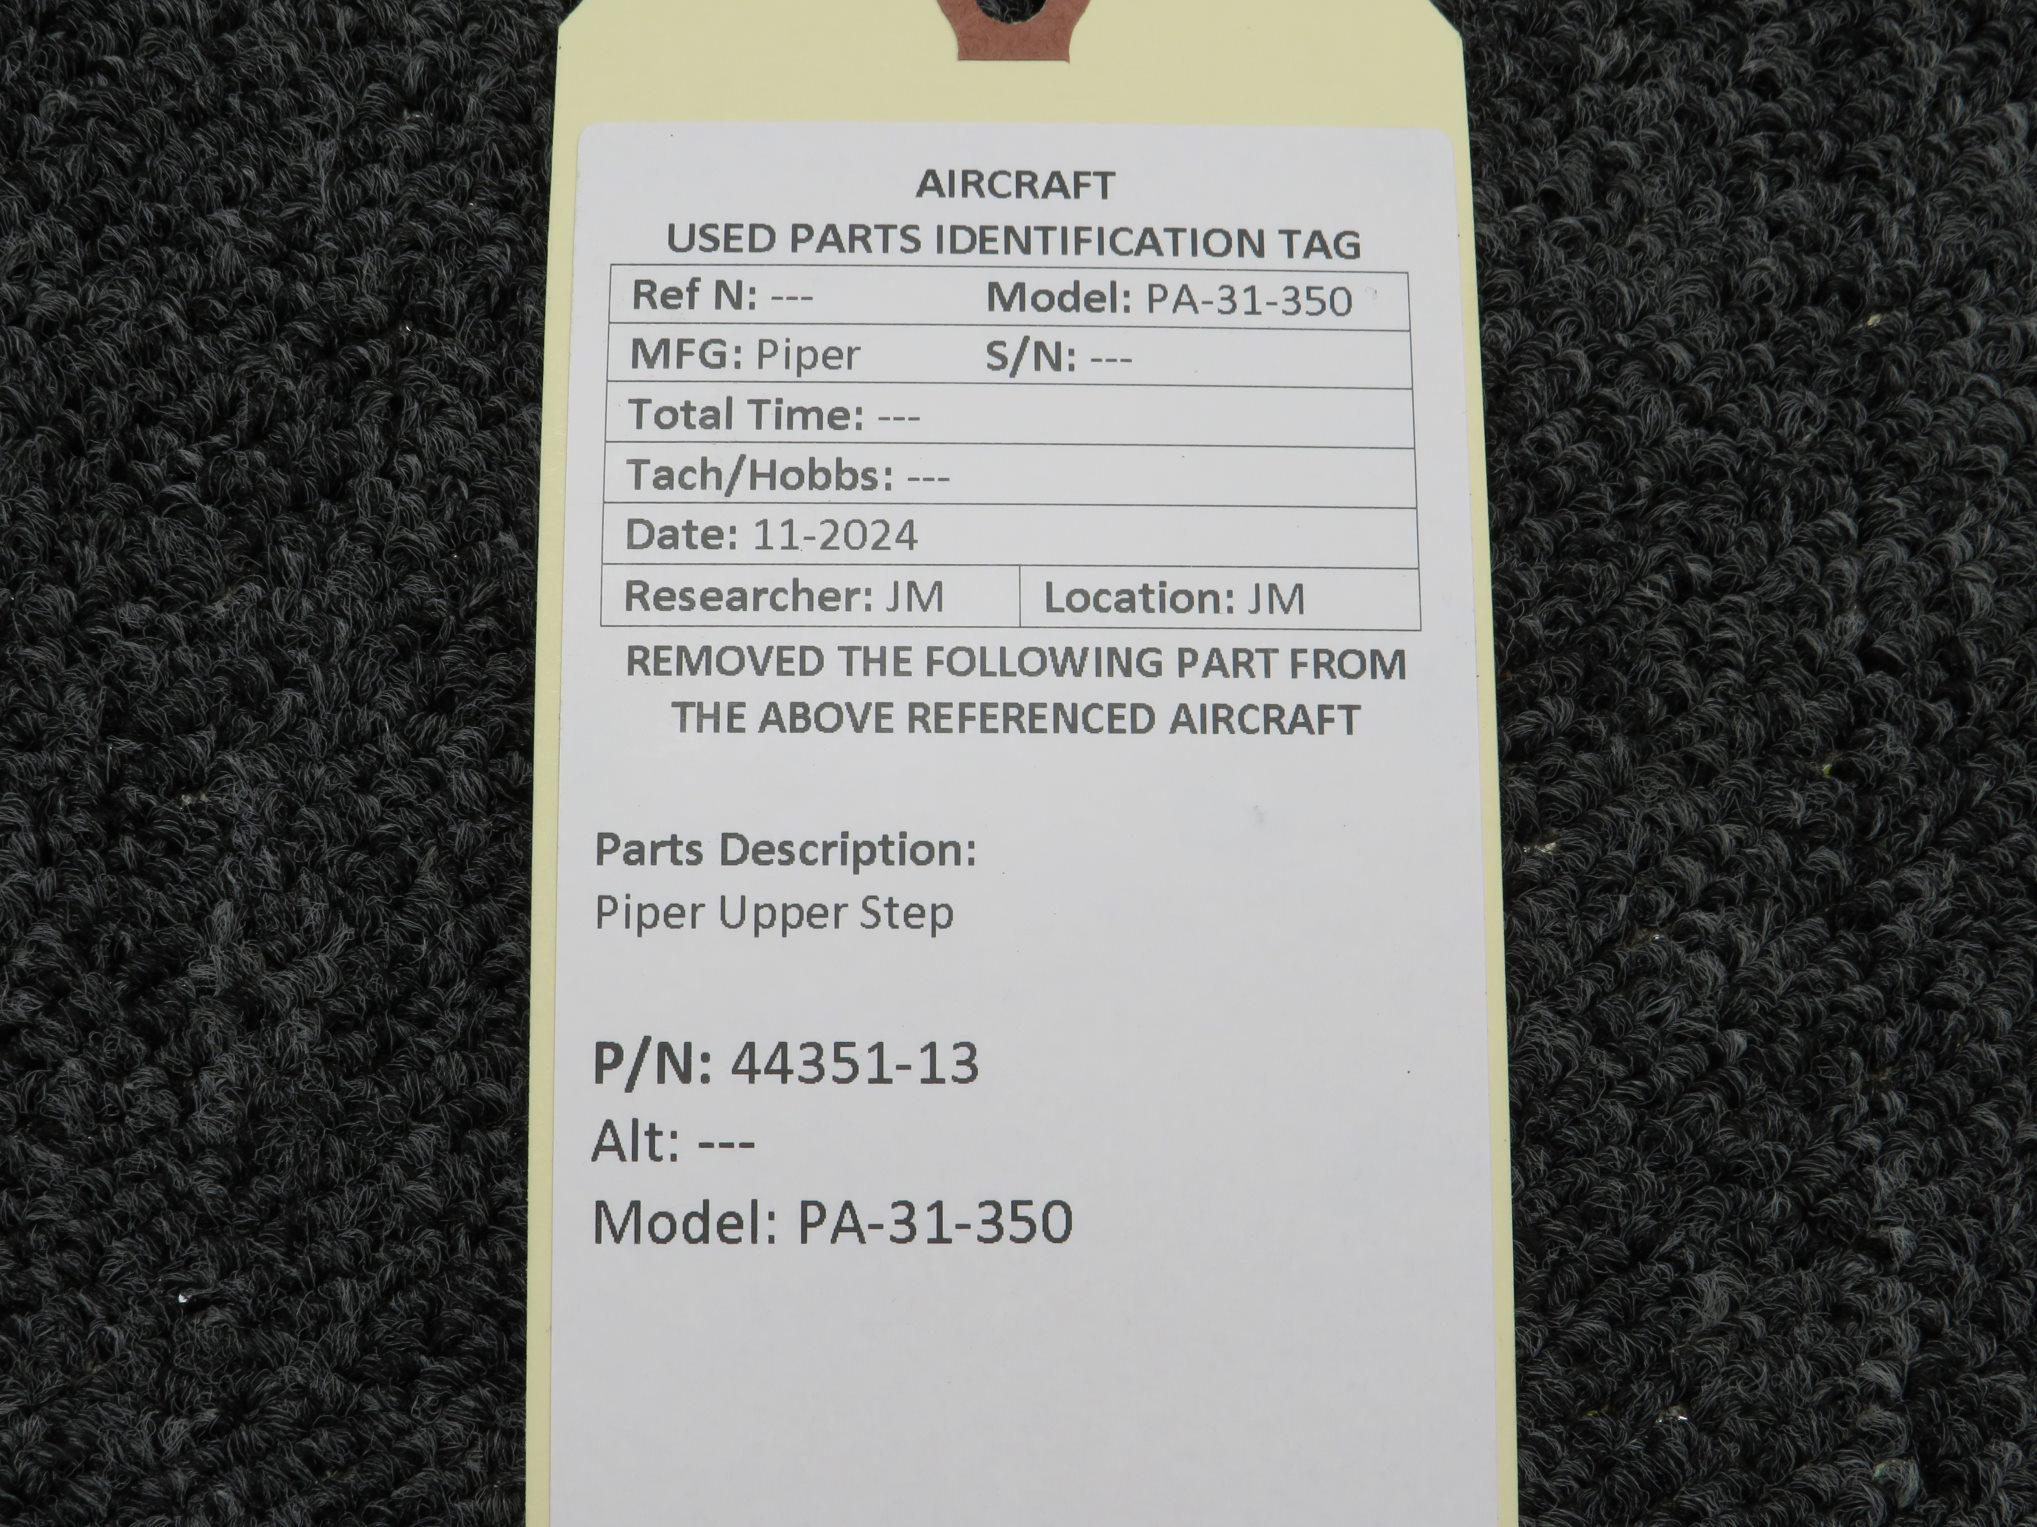 AIRCRAFT
USED PARTS IDENTIFICATION TAG
Ref N: --- Model: PA-31-350
MFG: Piper S/N: ---
Total Time: ---
Tach/Hobbs: ---
Date: 11-2024
Researcher: JM Location: JM
REMOVED THE FOLLOWING PART FROM
THE ABOVE REFERENCED AIRCRAFT
Parts Description:
Piper Upper Step
P/N: 44351-13
Alt: ---
Model: PA-31-350